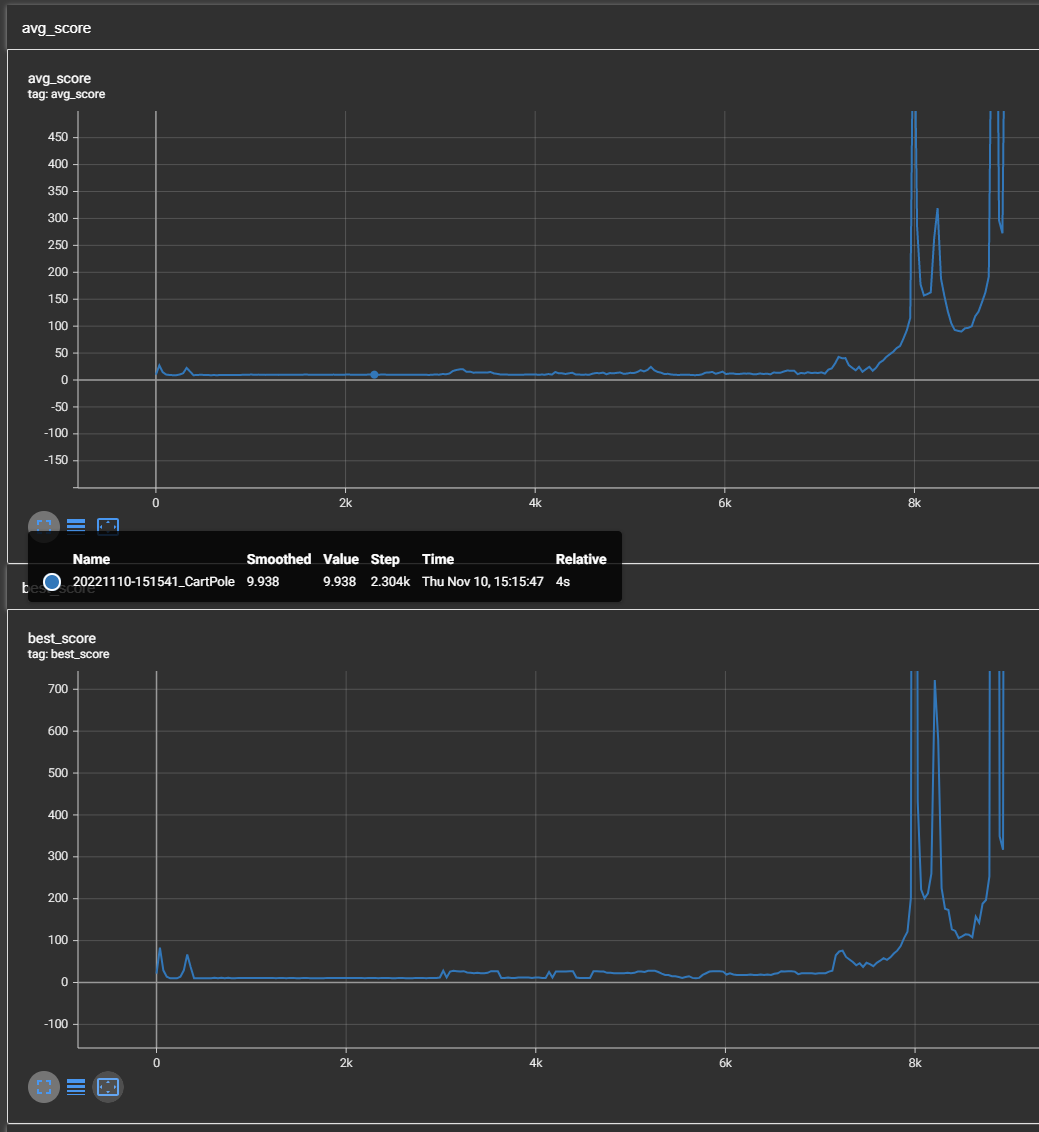 avg_score
avg_score
tag: avg_score
450
400
350
300
250
200
150
100
50
0
-50
-100
-150
0 2k 4k 6k 8k
Name Smoothed Value Step Time Relative
20221110-151541_CartPole 9.938 9.938 2.304k Thu Nov 10, 15:15:47 4s
best_score
best_score
tag: best_score
700
600
500
400
300
200
100
0
-100
0 2k 4k 6k 8k